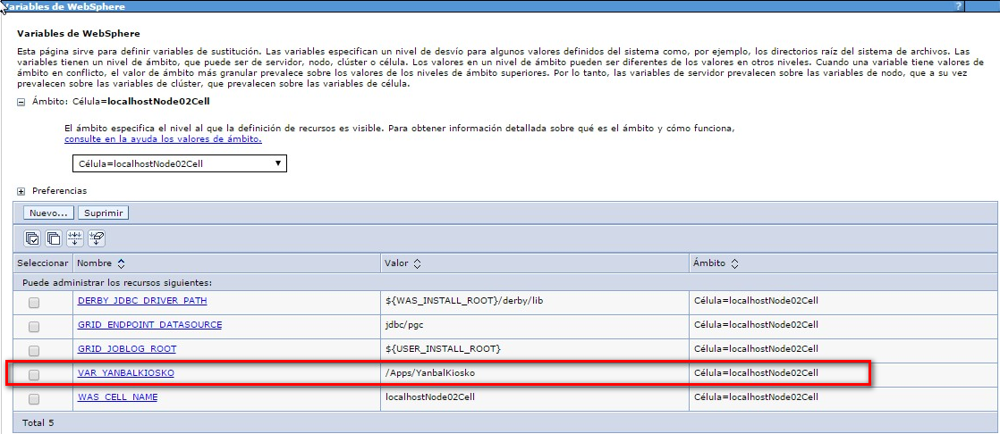 Variables de WebSphere ?
Variables de WebSphere
Esta página sirve para definir variables de sustitución. Las variables especifican un nivel de desvío para algunos valores definidos del sistema como, por ejemplo, los directorios raíz del sistema de archivos. Las
variables tienen un nivel de ámbito, que puede ser de servidor, nodo, clúster o célula. Los valores en un nivel de ámbito pueden ser diferentes de los valores en otros niveles. Cuando una variable tiene valores de
ámbito en conflicto, el valor de ámbito más granular prevalece sobre los valores de los niveles de ámbito superiores. Por lo tanto, las variables de servidor prevalecen sobre las variables de nodo, que a su vez
prevalecen sobre las variables de clúster, que prevalecen sobre las variables de célula.
Ámbito: Célula=localhostNode02Cell
El ámbito especifica el nivel al que la definición de recursos es visible. Para obtener información detallada sobre qué es el ámbito y cómo funciona,
consulte en la ayuda los valores de ámbito.
Célula=localhostNode02Cell
Preferencias
Nuevo... Suprimir
Seleccionar Nombre Valor Ámbito
Puede administrar los recursos siguientes:
DERBY_JDBC_DRIVER_PATH ${WAS_INSTALL_ROOT}/derby/lib Célula=localhostNode02Cell
GRID_ENDPOINT_DATASOURCE jdbc/pgc Célula=localhostNode02Cell
GRID_JOBLOG_ROOT ${USER_INSTALL_ROOT} Célula=localhostNode02Cell
VAR_YANBALKIOSKO /Apps/YanbalKiosko Célula=localhostNode02Cell
WAS_CELL_NAME localhostNode02Cell Célula=localhostNode02Cell
Total 5